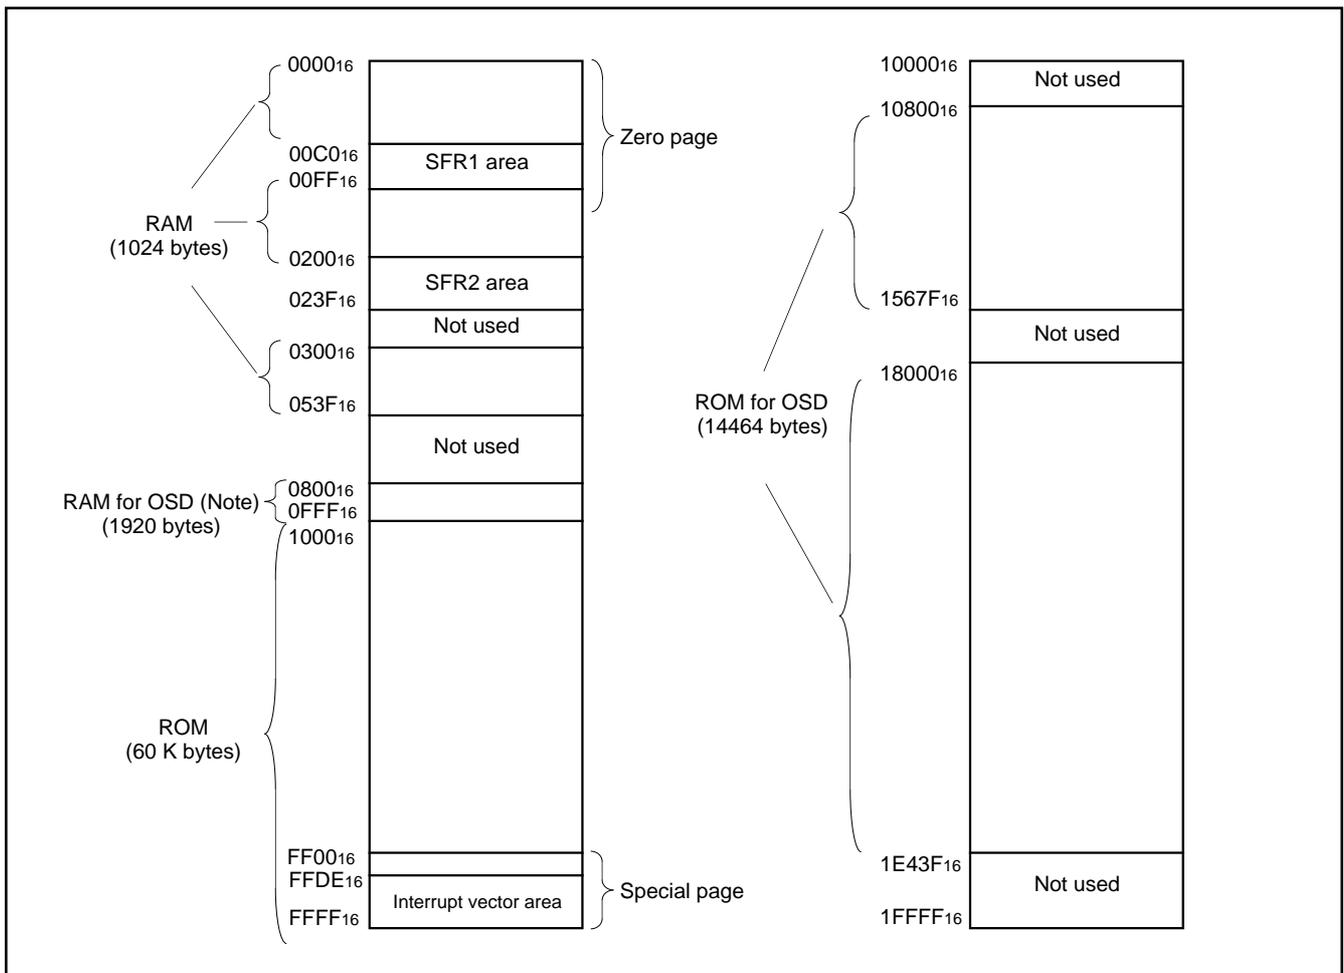 0000₁₆
00C0₁₆
SFR1 area
00FF₁₆
Zero page
RAM
(1024 bytes)
0200₁₆
SFR2 area
023F₁₆
Not used
0300₁₆
053F₁₆
Not used
RAM for OSD (Note)
(1920 bytes)
0800₁₆
0FFF₁₆
1000₁₆
ROM
(60 K bytes)
FF00₁₆
FFDE₁₆
Interrupt vector area
FFFF₁₆
Special page
10000₁₆
Not used
10800₁₆
1567F₁₆
Not used
18000₁₆
ROM for OSD
(14464 bytes)
1E43F₁₆
Not used
1FFFF₁₆